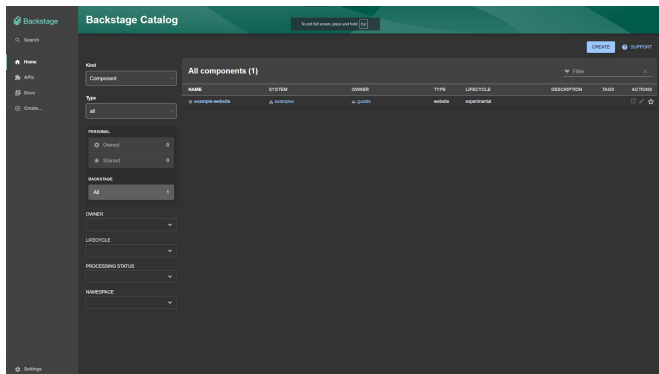 Backstage
Backstage Catalog
To exit full screen, press and hold Esc
Search
CREATE
SUPPORT
Home
APIs
Docs
Create...
Kind
Component
Type
all
PERSONAL
Owned 0
Starred 0
BACKSTAGE
All 1
OWNER
LIFECYCLE
PROCESSING STATUS
NAMESPACE
All components (1)
Filter
NAME SYSTEM OWNER TYPE LIFECYCLE DESCRIPTION TAGS ACTIONS
example-website examples guests website experimental
Settings